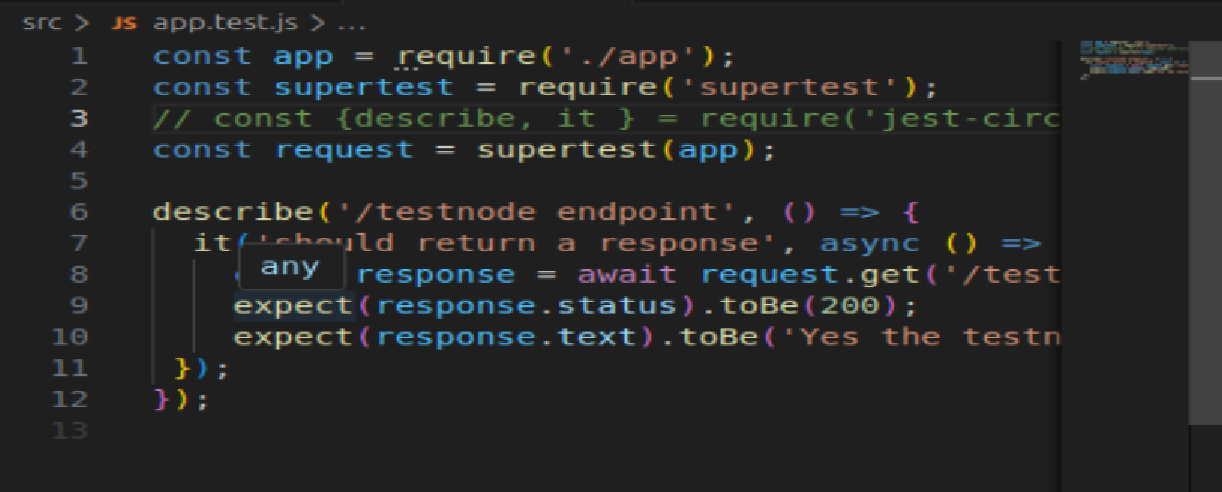 src > JS app.test.js > ...
1 const app = require('./app');
2 const supertest = require('supertest');
3 // const {describe, it } = require('jest-circ
4 const request = supertest(app);
5
6 describe('/testnode endpoint', () => {
7 it('should return a response', async () =>
any
8 response = await request.get('/test
9 expect(response.status).toBe(200);
10 expect(response.text).toBe('Yes the testn
11 });
12 });
13